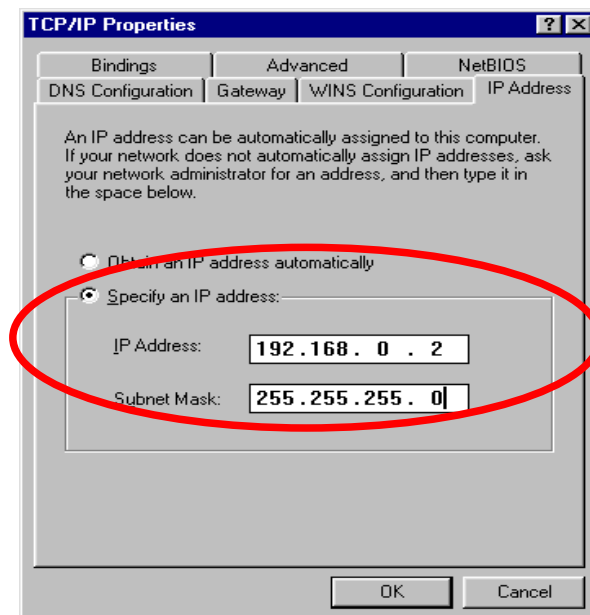 TCP/IP Properties
Bindings Advanced NetBIOS
DNS Configuration Gateway WINS Configuration IP Address
An IP address can be automatically assigned to this computer.
If your network does not automatically assign IP addresses, ask
your network administrator for an address, and then type it in
the space below.
Obtain an IP address automatically
Specify an IP address:
IP Address: 192.168. 0 . 2
Subnet Mask: 255.255.255. 0
OK Cancel